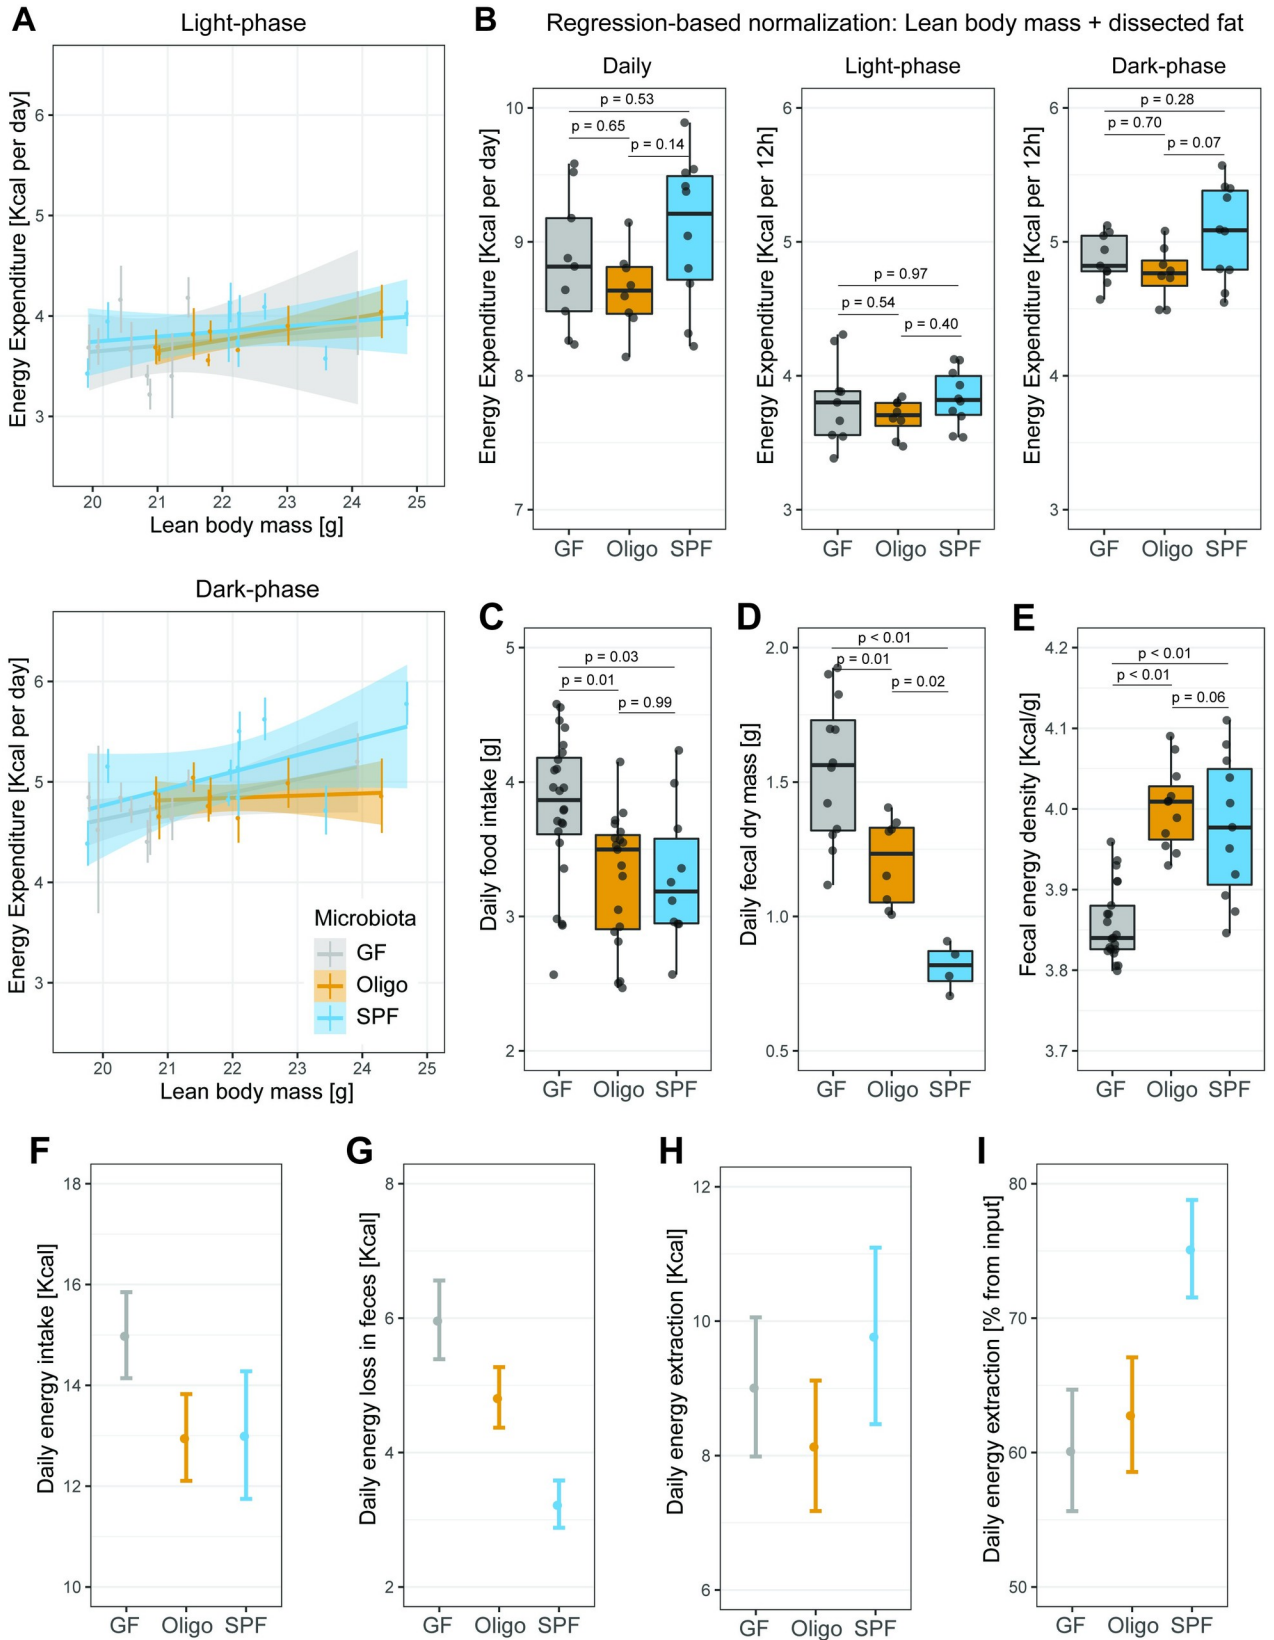 A
Light-phase
Energy Expenditure [Kcal per day]
6
5
4
3
20 21 22 23 24 25
Lean body mass [g]
Dark-phase
Energy Expenditure [Kcal per day]
6
5
4
3
Microbiota
GF
Oligo
SPF
20 21 22 23 24 25
Lean body mass [g]
B
Regression-based normalization: Lean body mass + dissected fat
Daily
Energy Expenditure [Kcal per day]
10
9
8
7
p = 0.53
p = 0.65
p = 0.14
GF Oligo SPF
Light-phase
Energy Expenditure [Kcal per 12h]
6
5
4
3
p = 0.97
p = 0.54
p = 0.40
GF Oligo SPF
Dark-phase
Energy Expenditure [Kcal per 12h]
6
5
4
3
p = 0.28
p = 0.70
p = 0.07
GF Oligo SPF
C
Daily food intake [g]
5
4
3
2
p = 0.03
p = 0.01
p = 0.99
GF Oligo SPF
D
Daily fecal dry mass [g]
2.0
1.5
1.0
0.5
p < 0.01
p = 0.01
p = 0.02
GF Oligo SPF
E
Fecal energy density [Kcal/g]
4.2
4.1
4.0
3.9
3.8
3.7
p < 0.01
p < 0.01
p = 0.06
GF Oligo SPF
F
Daily energy intake [Kcal]
18
16
14
12
10
GF Oligo SPF
G
Daily energy loss in feces [Kcal]
8
6
4
2
GF Oligo SPF
H
Daily energy extraction [Kcal]
12
10
8
6
GF Oligo SPF
I
Daily energy extraction [% from input]
80
70
60
50
GF Oligo SPF